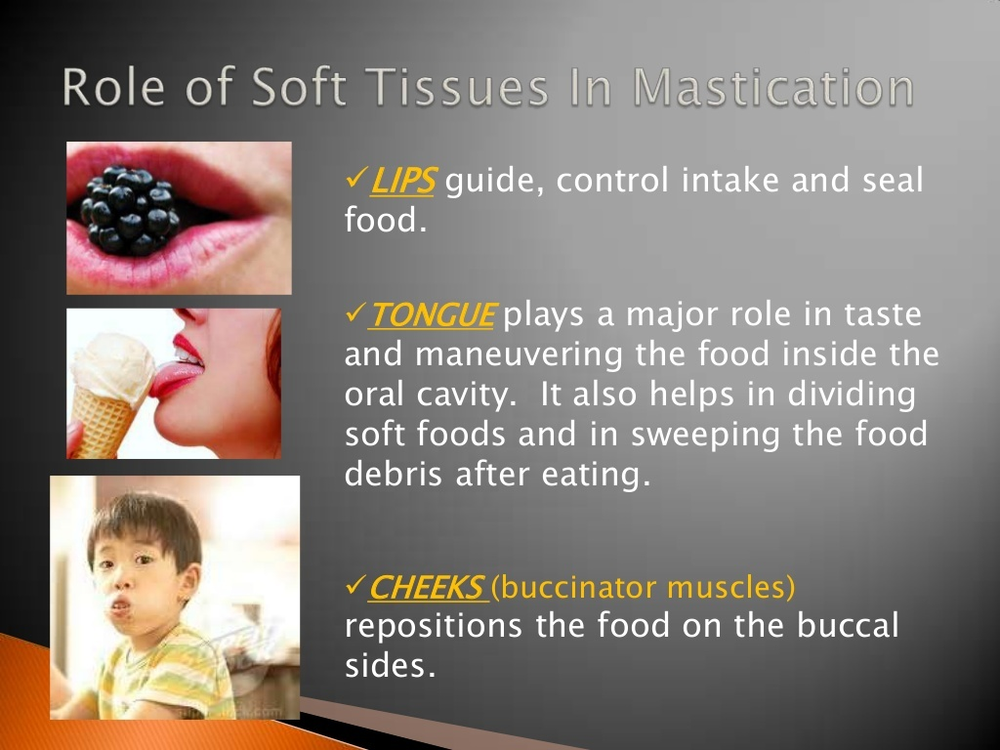 Role of Soft Tissues In Mastication
✓LIPS guide, control intake and seal
food.
✓TONGUE plays a major role in taste
and maneuvering the food inside the
oral cavity.  It also helps in dividing
soft foods and in sweeping the food
debris after eating.
✓CHEEKS (buccinator muscles)
repositions the food on the buccal
sides.